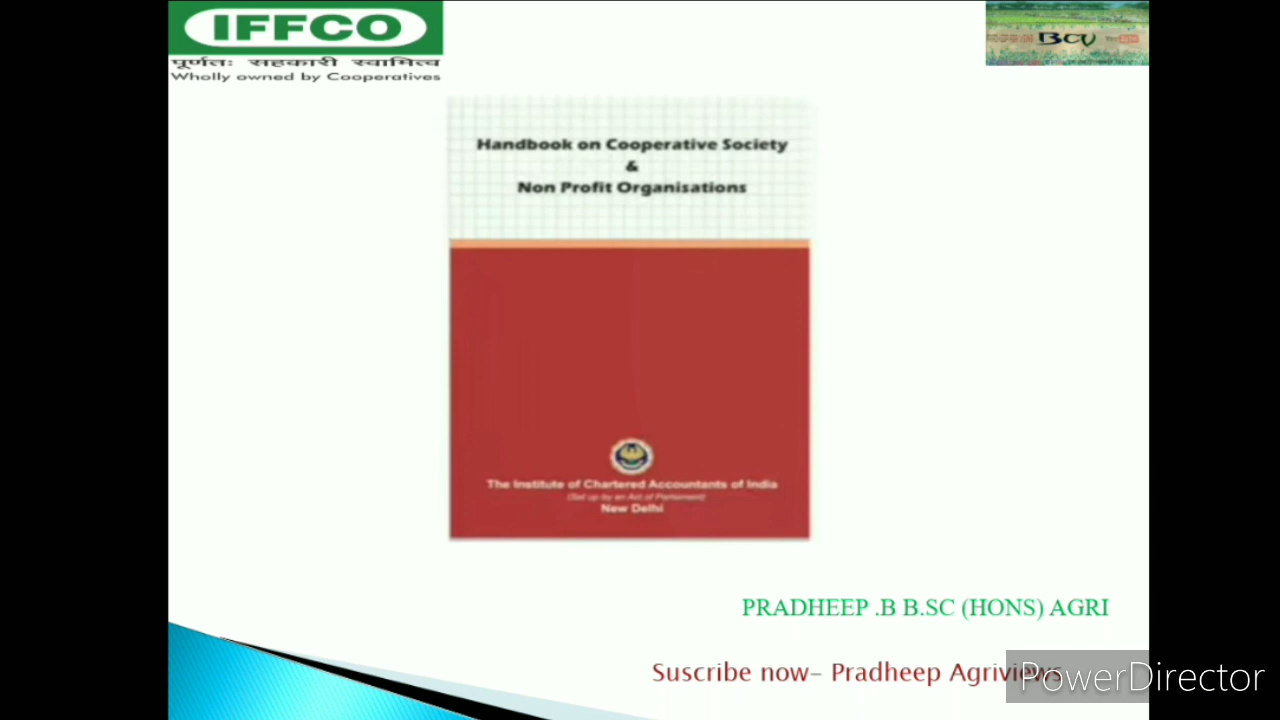 IFFCO
पूर्णतः सहकारी स्वामित्व
Wholly owned by Cooperatives
Handbook on Cooperative Society
&
Non Profit Organisations
The Institute of Chartered Accountants of India
(Set up by an Act of Parliament)
New Delhi
PRADHEEP .B B.SC (HONS) AGRI
Suscribe now- Pradheep Agriviews
PowerDirector